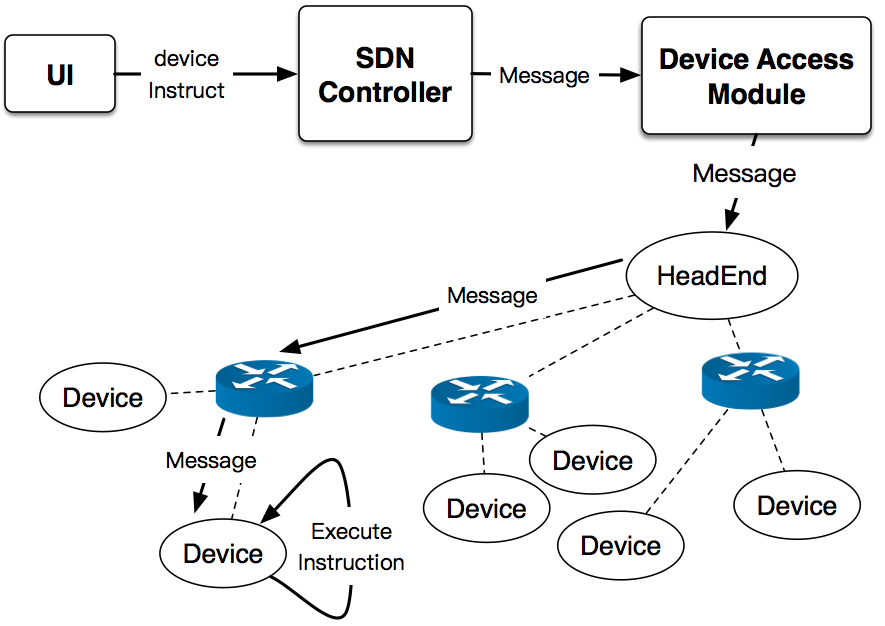 UI
device
Instruct
SDN
Controller
Message
Device Access
Module
Message
HeadEnd
Message
Device
Message
Device
Execute
Instruction
Device
Device
Device
Device